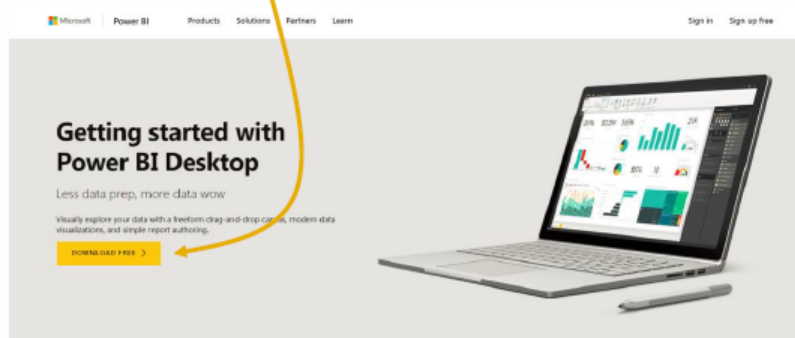 Microsoft Power BI Products Solutions Partners Learn Sign in Sign up free
Getting started with
Power BI Desktop
Less data prep, more data wow
Visually explore your data with a freeform drag-and-drop canvas, modern data
visualizations, and simple report authoring.
DOWNLOAD FREE >